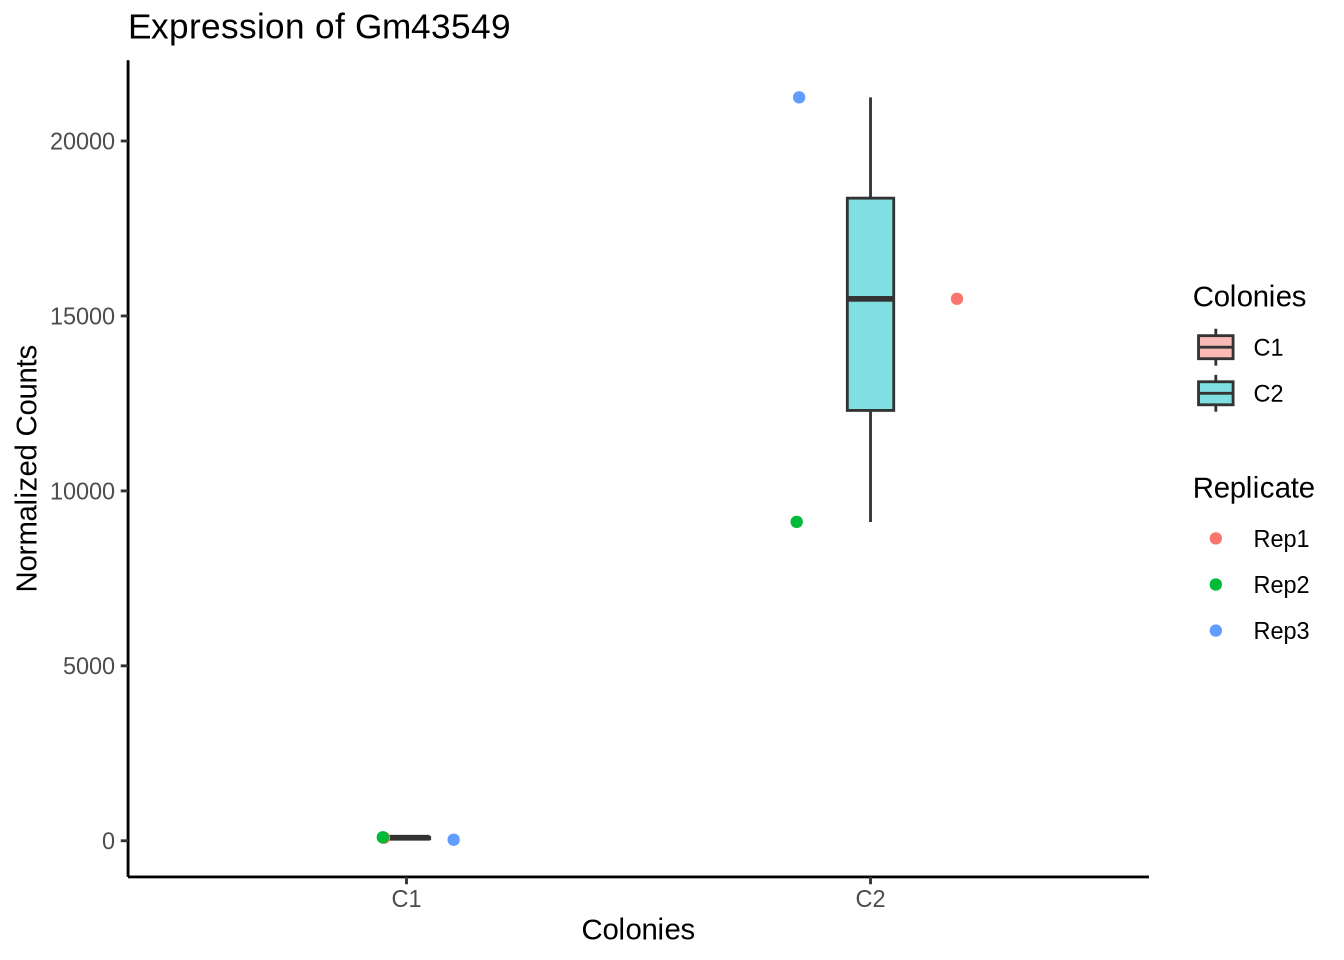 Expression of Gm43549
Normalized Counts
20000
15000
10000
5000
0
C1
C2
Colonies
Colonies
C1
C2
Replicate
Rep1
Rep2
Rep3